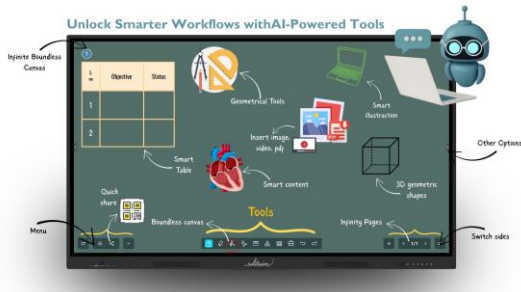 Unlock Smarter Workflows withAI-Powered Tools
Infinite Boundless
Canvas
S.
no
Objective
Status
1
2
Geometrical Tools
Smart
illustraction
Insert image,
video, pdf
Other Options
Smart
Table
Smart content
3D geometric
shapes
Quick
share
Tools
Menu
Boundless canvas
Infinity Pages
Switch sides
solitaire